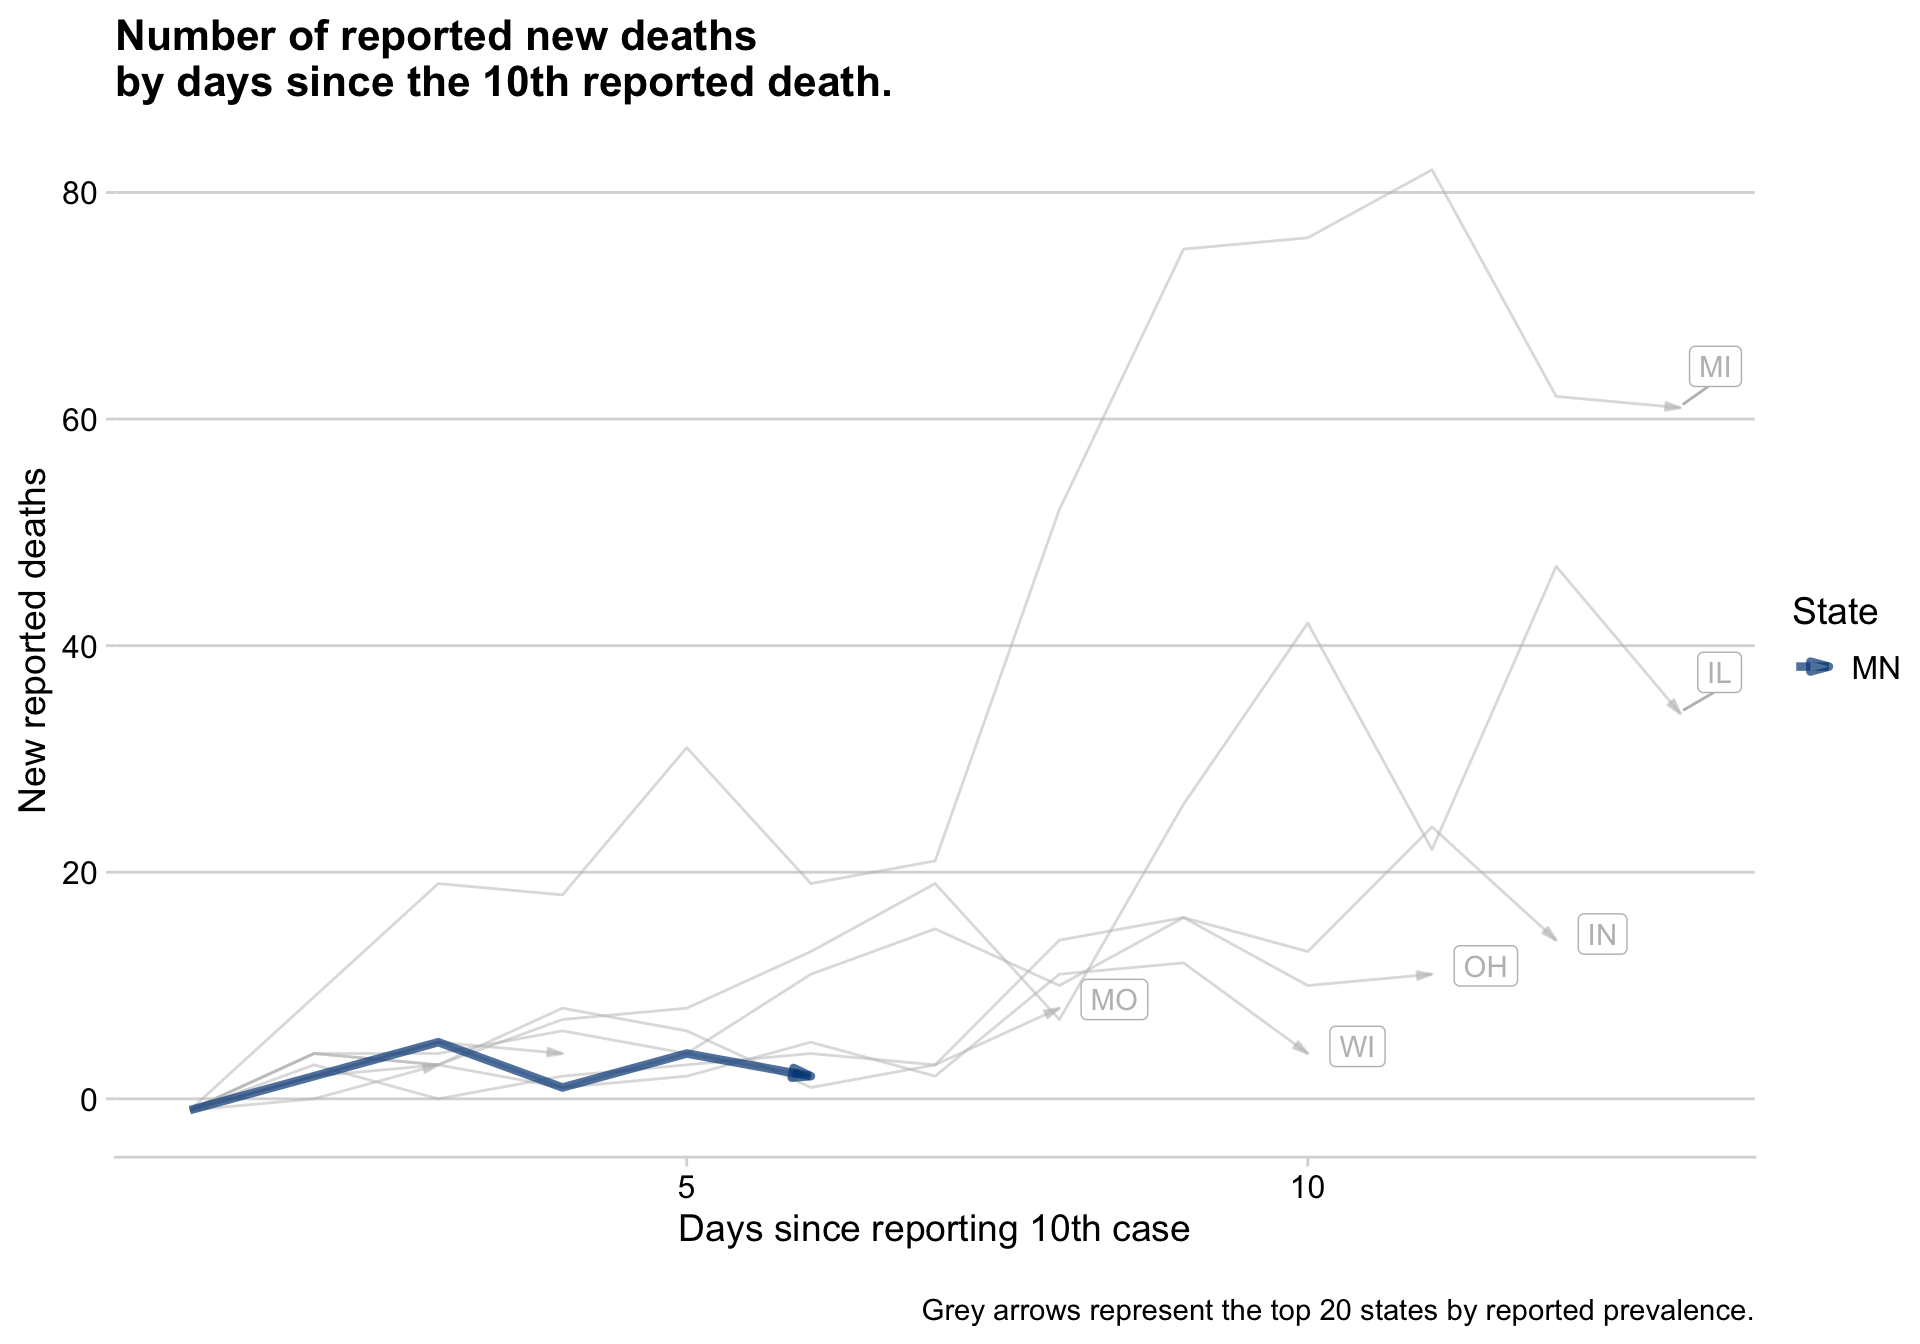 Number of reported new deaths
by days since the 10th reported death.
80
60
40
20
0
New reported deaths
MI
IL
IN
OH
MO
WI
State
MN
5
10
Days since reporting 10th case
Grey arrows represent the top 20 states by reported prevalence.